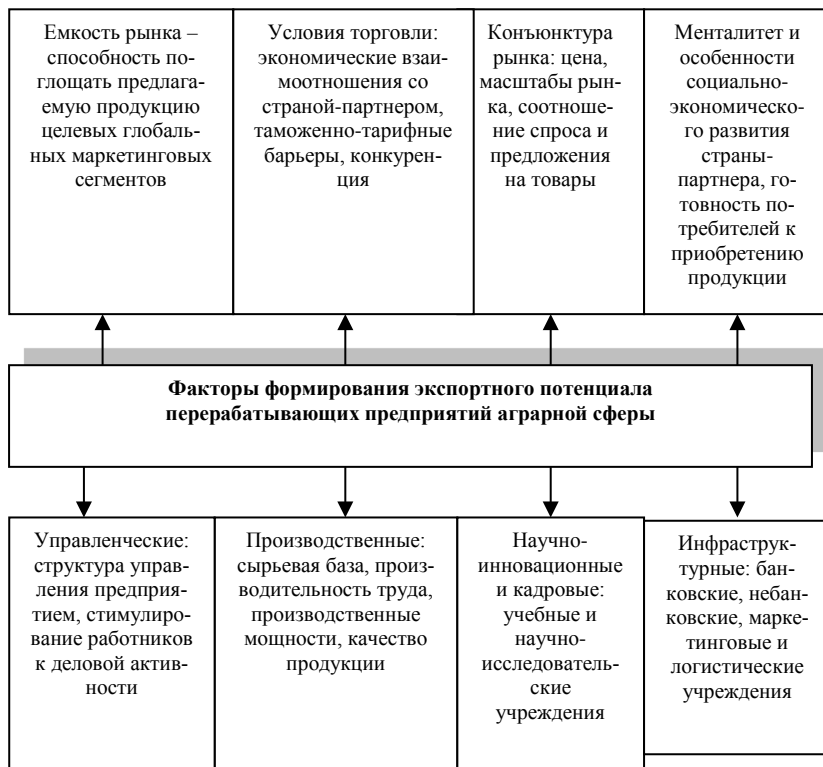 Емкость рынка –
способность по-
глощать предлага-
емую продукцию
целевых глобаль-
ных маркетинговых
сегментов
Условия торговли:
экономические взаи-
моотношения со
страной-партнером,
таможенно-тарифные
барьеры, конкурен-
ция
Конъюнктура
рынка: цена,
масштабы рын-
ка, соотноше-
ние спроса и
предложения
на товары
Менталитет и
особенности
социально-
экономическо-
го развития
страны-
партнера, го-
товность по-
требителей к
приобретению
продукции
Факторы формирования экспортного потенциала
перерабатывающих предприятий аграрной сферы
Управленческие:
структура управ-
ления предприя-
тием, стимулиро-
вание работников
к деловой актив-
ности
Производственные:
сырьевая база, произ-
водительность труда,
производственные
мощности, качество
продукции
Научно-
инновационные
и кадровые:
учебные и
научно-
исследователь-
ские
учреждения
Инфраструк-
турные: бан-
ковские, небан-
ковские, марке-
тинговые и
логистические
учреждения